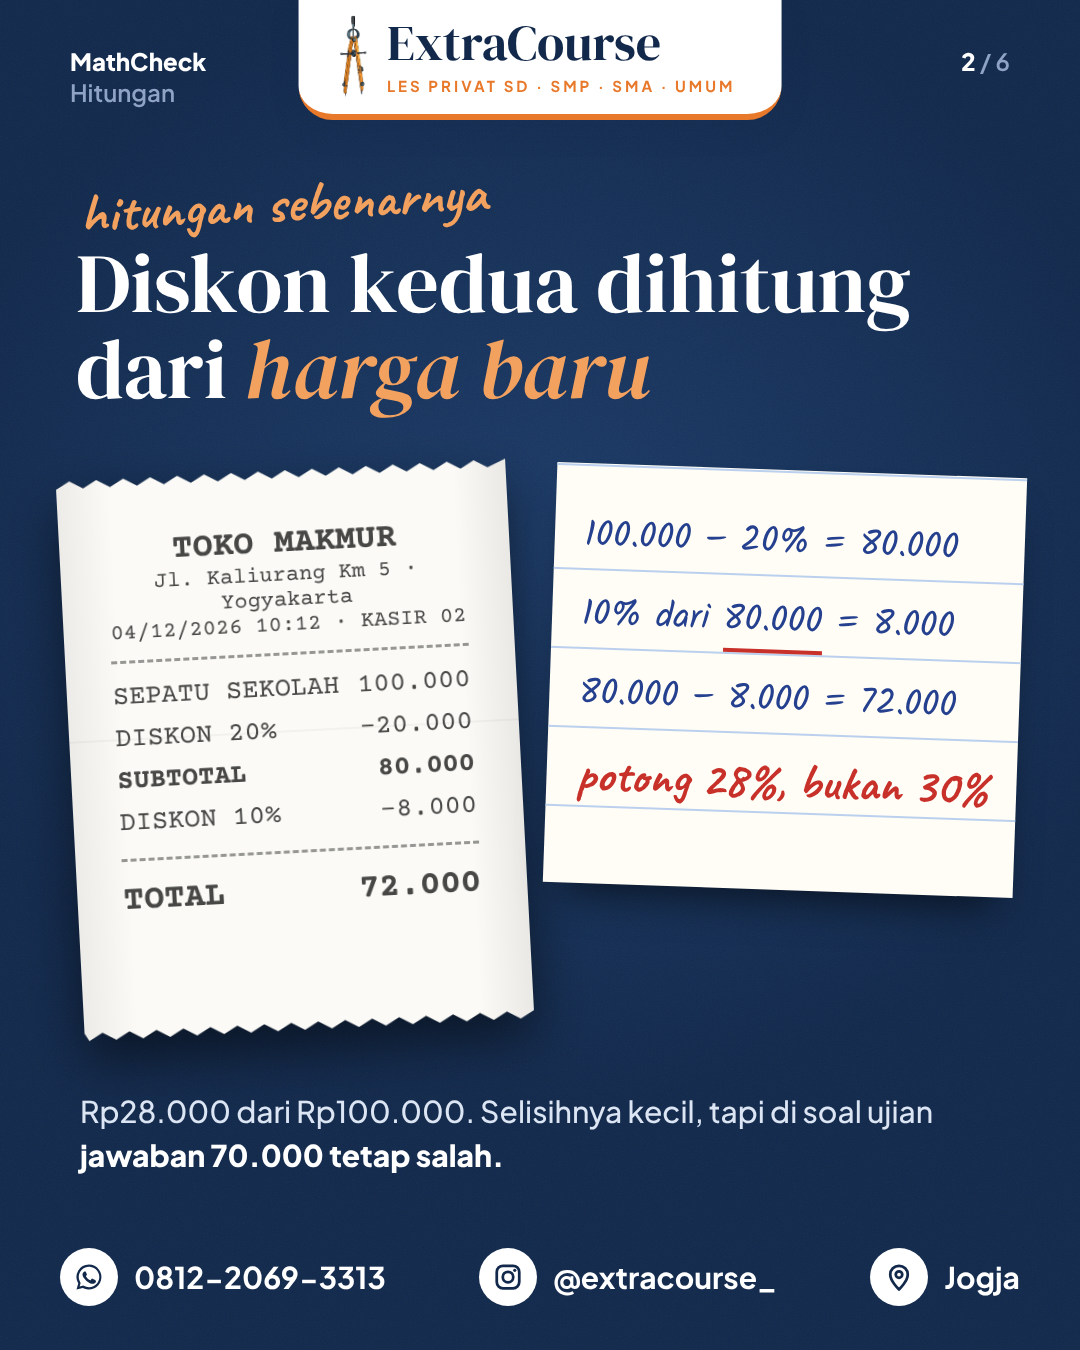 MathCheck
Hitungan
ExtraCourse
LES PRIVAT SD · SMP · SMA · UMUM
2 / 6
hitungan sebenarnya
Diskon kedua dihitung
dari harga baru
TOKO MAKMUR
Jl. Kaliurang Km 5 ·
Yogyakarta
04/12/2026 10:12 · KASIR 02
SEPATU SEKOLAH 100.000
DISKON 20% −20.000
SUBTOTAL 80.000
DISKON 10% −8.000
TOTAL 72.000
100.000 − 20% = 80.000
10% dari 80.000 = 8.000
80.000 − 8.000 = 72.000
potong 28%, bukan 30%
Rp28.000 dari Rp100.000. Selisihnya kecil, tapi di soal ujian
jawaban 70.000 tetap salah.
0812-2069-3313
@extracourse_
Jogja